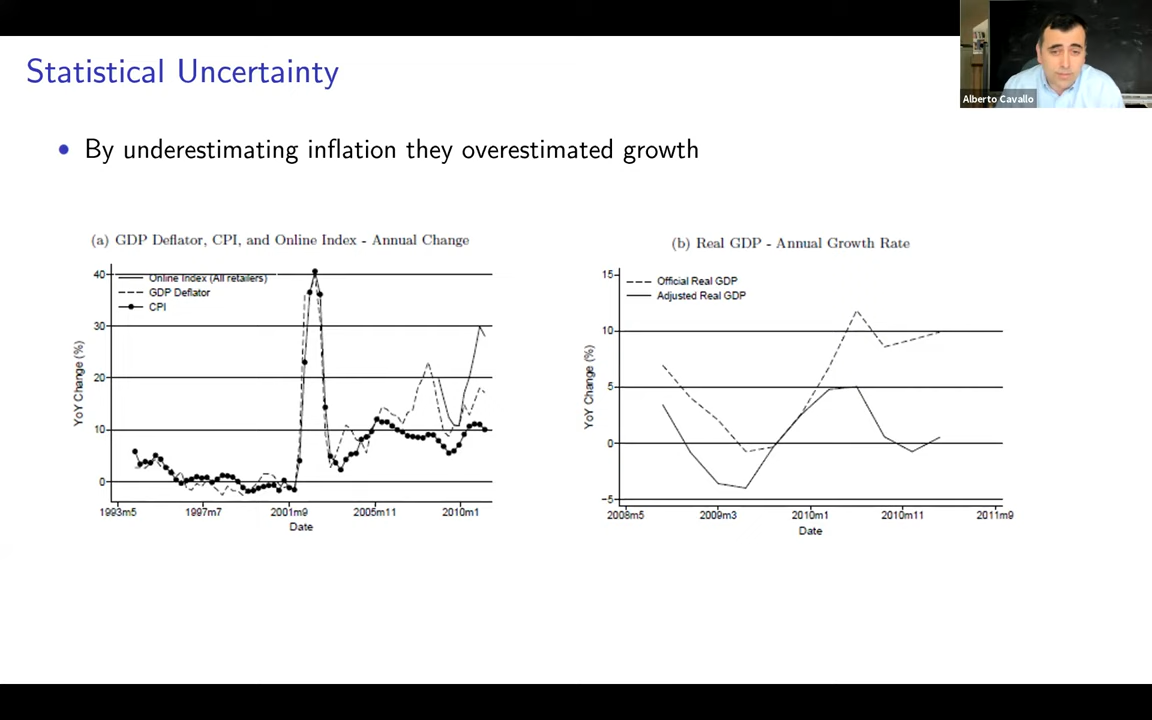 Statistical Uncertainty
Alberto Cavallo
• By underestimating inflation they overestimated growth
(a) GDP Deflator, CPI, and Online Index - Annual Change
Online Index (All retailers)
GDP Deflator
CPI
YoY Change (%)
40
30
20
10
0
1993m5 1997m7 2001m9 2005m11 2010m1
Date
(b) Real GDP - Annual Growth Rate
Official Real GDP
Adjusted Real GDP
YoY Change (%)
15
10
5
0
-5
2008m5 2009m3 2010m1 2010m11 2011m9
Date